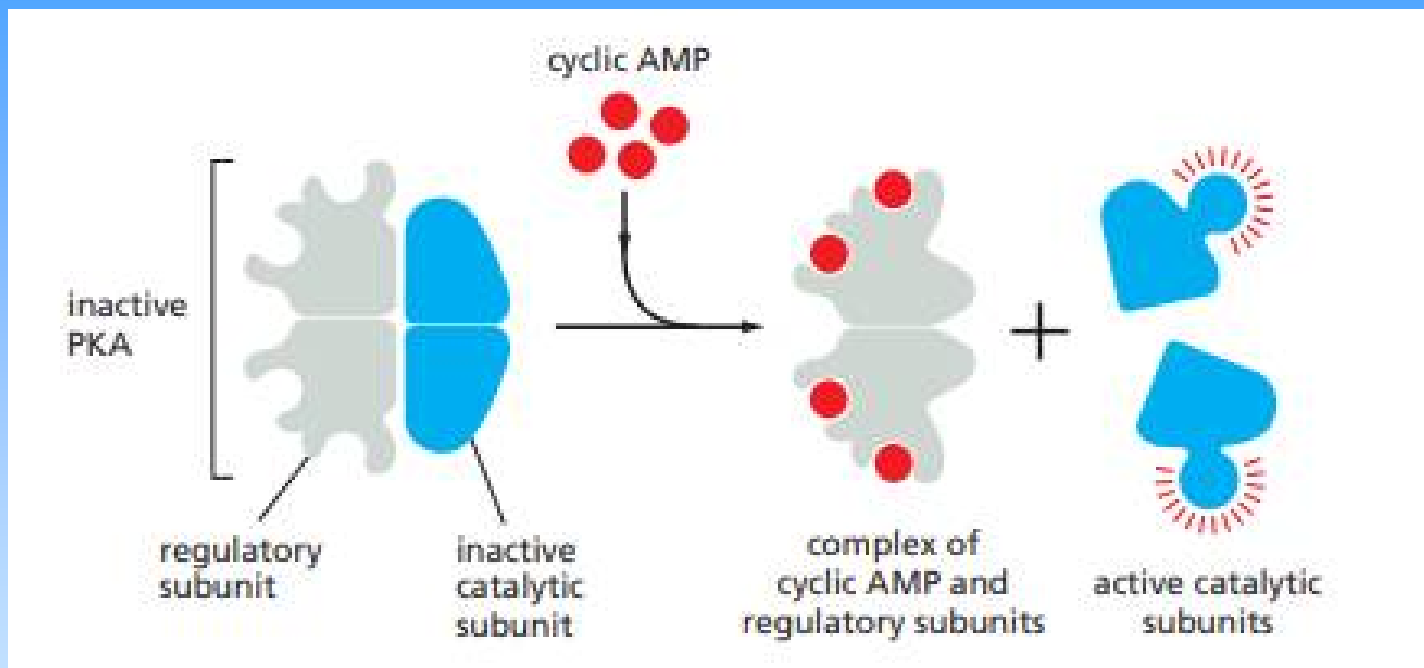 cyclic AMP
inactive
PKA
regulatory
subunit
inactive
catalytic
subunit
complex of
cyclic AMP and
regulatory subunits
+
active catalytic
subunits